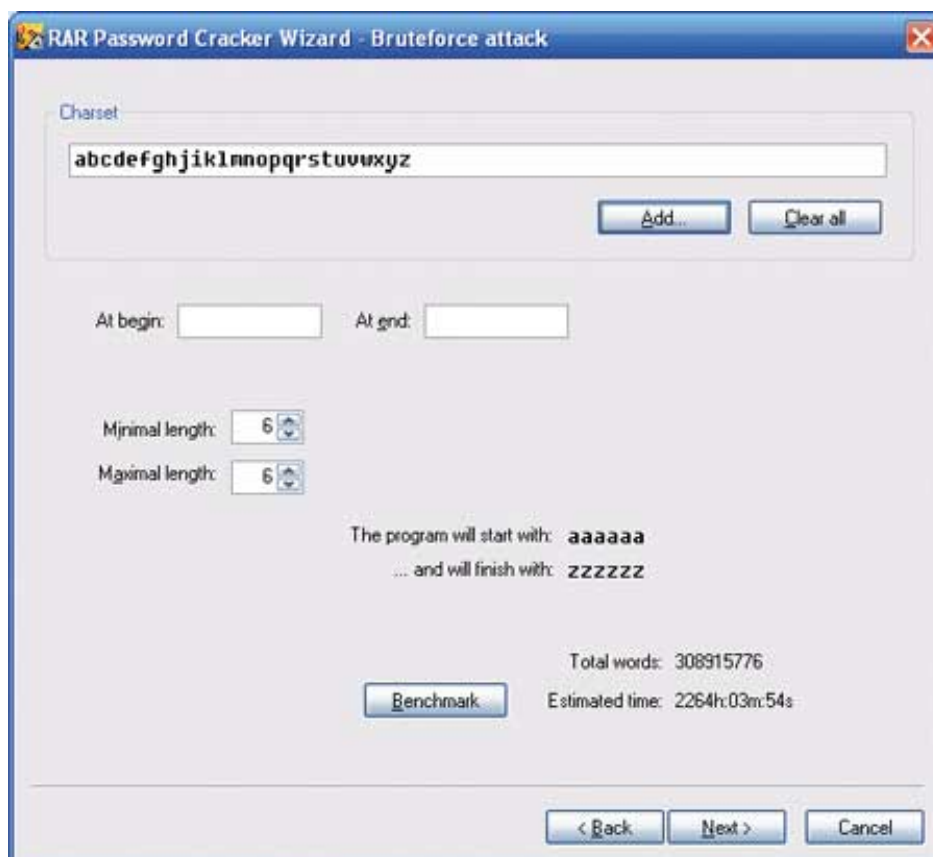 RAR Password Cracker Wizard - Bruteforce attack
Charset
abcdefghjiklmnopqrstuvwxyz
Add... Clear all
At begin: At end:
Minimal length: 6
Maximal length: 6
The program will start with: aaaaaa
... and will finish with: zzzzzz
Total words: 308915776
Benchmark Estimated time: 2264h:03m:54s
< Back Next > Cancel